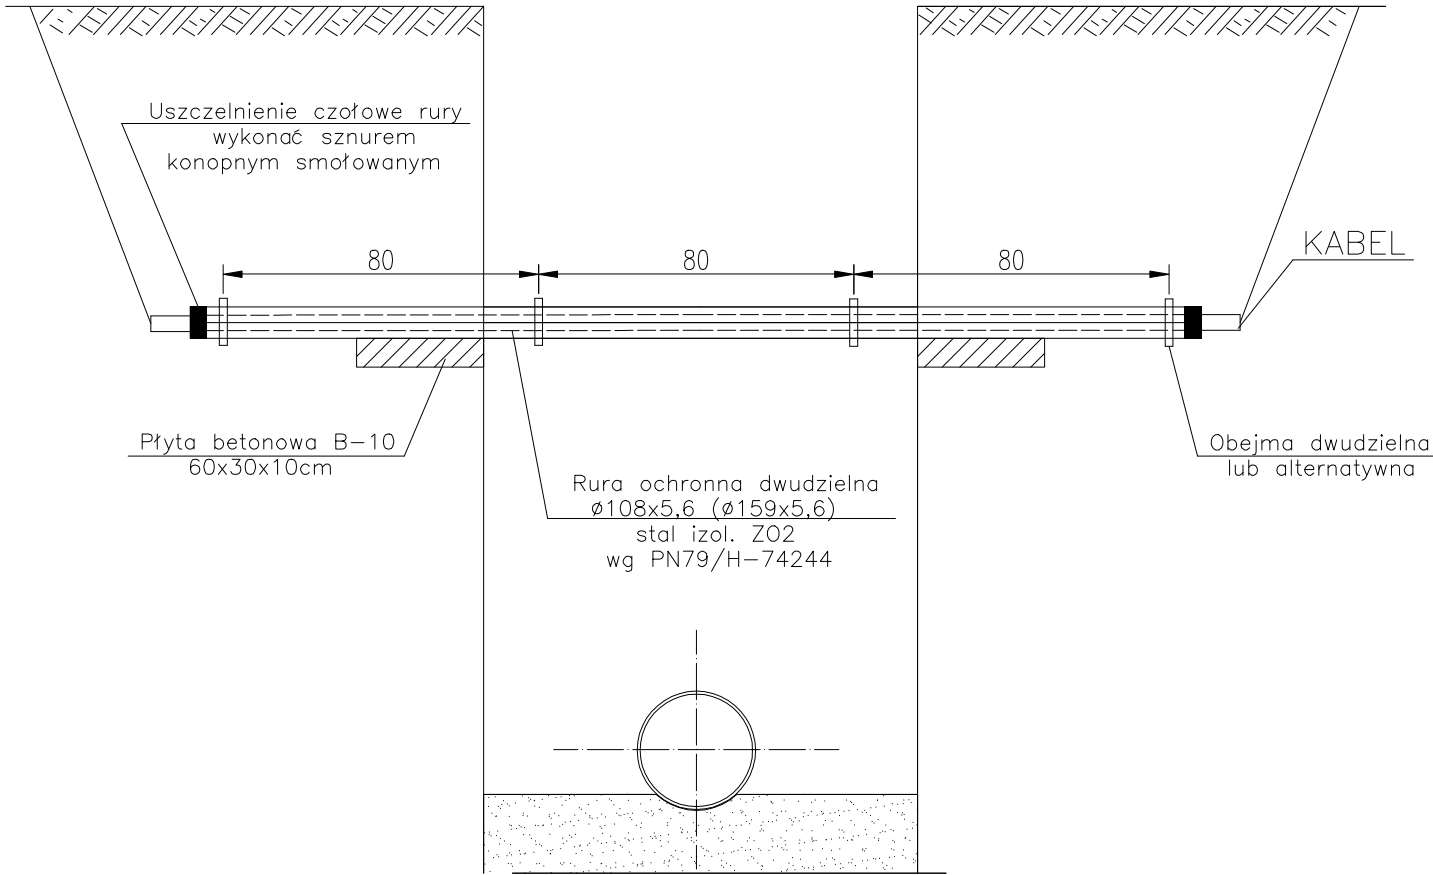 Uszczelnienie czołowe rury
wykonać sznurem
konopnym smołowanym
80
80
80
KABEL
Płyta betonowa B-10
60x30x10cm
Obejma dwudzielna
lub alternatywna
Rura ochronna dwudzielna
ø108x5,6 (ø159x5,6)
stal izol. ZO2
wg PN79/H-74244